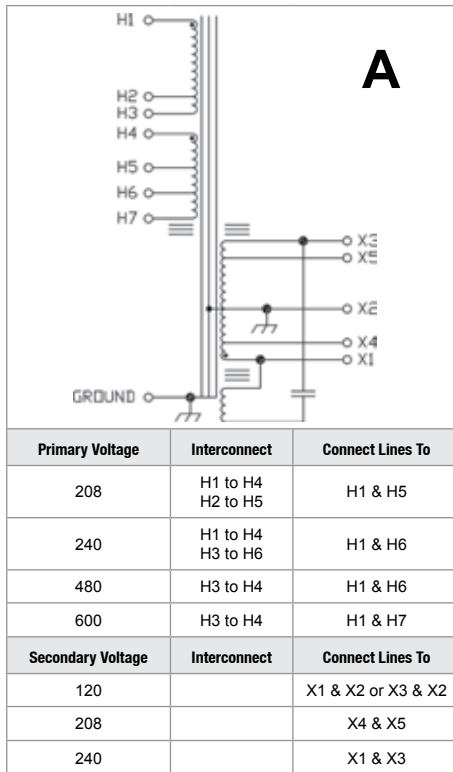 H1
A
H2
H3
H4
H5
H6
H7
X3
X5
X2
X4
X1
GROUND
Primary Voltage Interconnect Connect Lines To
208 H1 to H4 H1 & H5
H2 to H5
240 H1 to H4 H1 & H6
H3 to H6
480 H3 to H4 H1 & H6
600 H3 to H4 H1 & H7
Secondary Voltage Interconnect Connect Lines To
120 X1 & X2 or X3 & X2
208 X4 & X5
240 X1 & X3